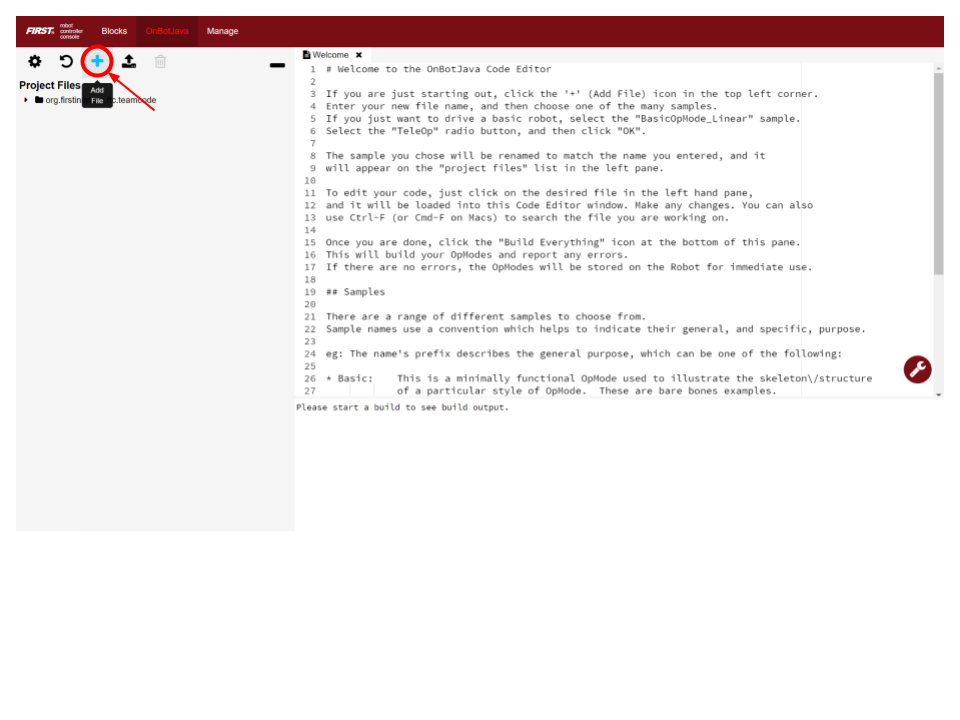 FIRST. robot controller console Blocks OnBotJava Manage
Project Files
Add File
org.firstin c.teamcode
Welcome ✖
1 # Welcome to the OnBotJava Code Editor
2
3 If you are just starting out, click the '+' (Add File) icon in the top left corner.
4 Enter your new file name, and then choose one of the many samples.
5 If you just want to drive a basic robot, select the "BasicOpMode_Linear" sample.
6 Select the "TeleOp" radio button, and then click "OK".
7
8 The sample you chose will be renamed to match the name you entered, and it
9 will appear on the "project files" list in the left pane.
10
11 To edit your code, just click on the desired file in the left hand pane,
12 and it will be loaded into this Code Editor window. Make any changes. You can also
13 use Ctrl-F (or Cmd-F on Macs) to search the file you are working on.
14
15 Once you are done, click the "Build Everything" icon at the bottom of this pane.
16 This will build your OpModes and report any errors.
17 If there are no errors, the OpModes will be stored on the Robot for immediate use.
18
19 ## Samples
20
21 There are a range of different samples to choose from.
22 Sample names use a convention which helps to indicate their general, and specific, purpose.
23
24 eg: The name's prefix describes the general purpose, which can be one of the following:
25
26 * Basic: This is a minimally functional OpMode used to illustrate the skeleton\/structure
27 of a particular style of OpMode. These are bare bones examples.
Please start a build to see build output.